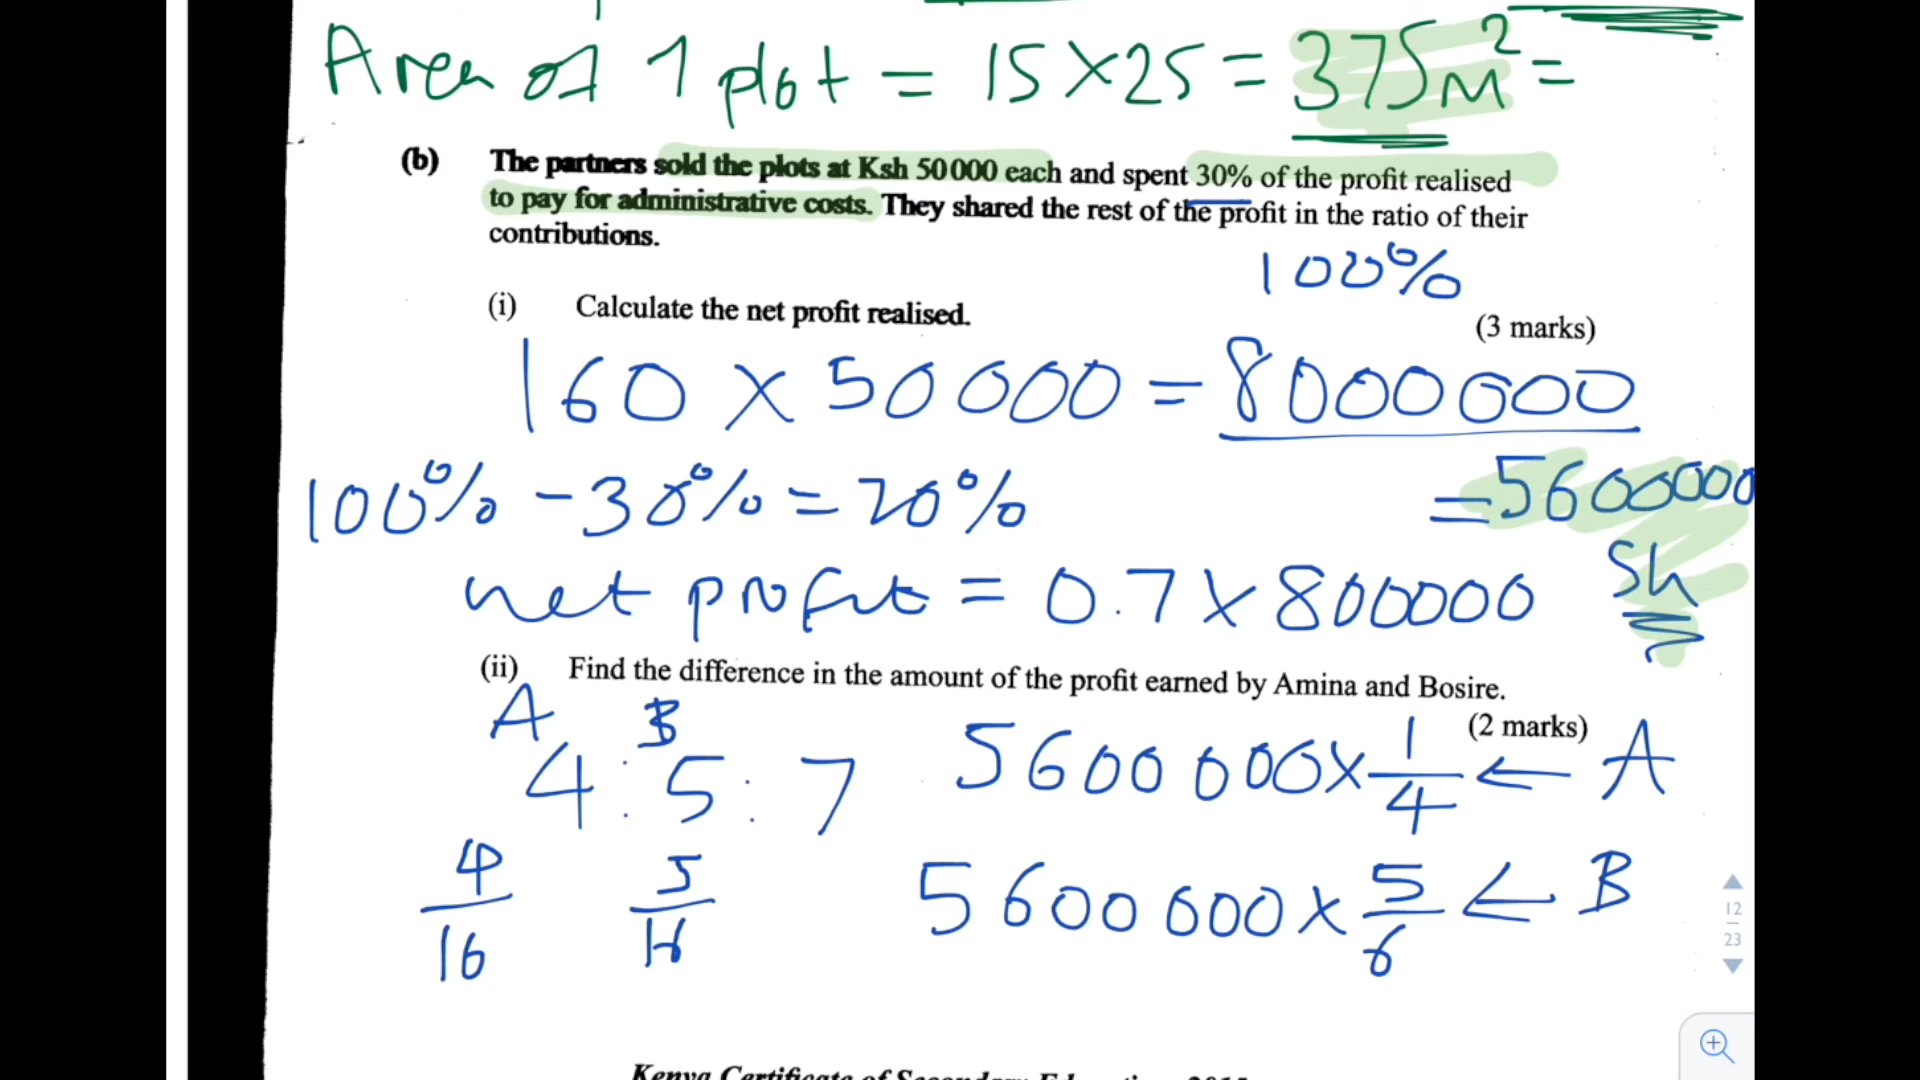 Area of 1 plot = 15 × 25 = 375m² =
(b) The partners sold the plots at Ksh 50 000 each and spent 30% of the profit realised
to pay for administrative costs. They shared the rest of the profit in the ratio of their
contributions.
100%
(i) Calculate the net profit realised.
(3 marks)
160 × 50000 = 8000000
= 5600000
100% - 30% = 70%
Sh
net profit = 0.7 × 800000
(ii) Find the difference in the amount of the profit earned by Amina and Bosire.
(2 marks)
A B
4 : 5 : 7
5600000 × 1/4 ← A
4/16 5/16
5600000 × 5/6 ← B
12
23